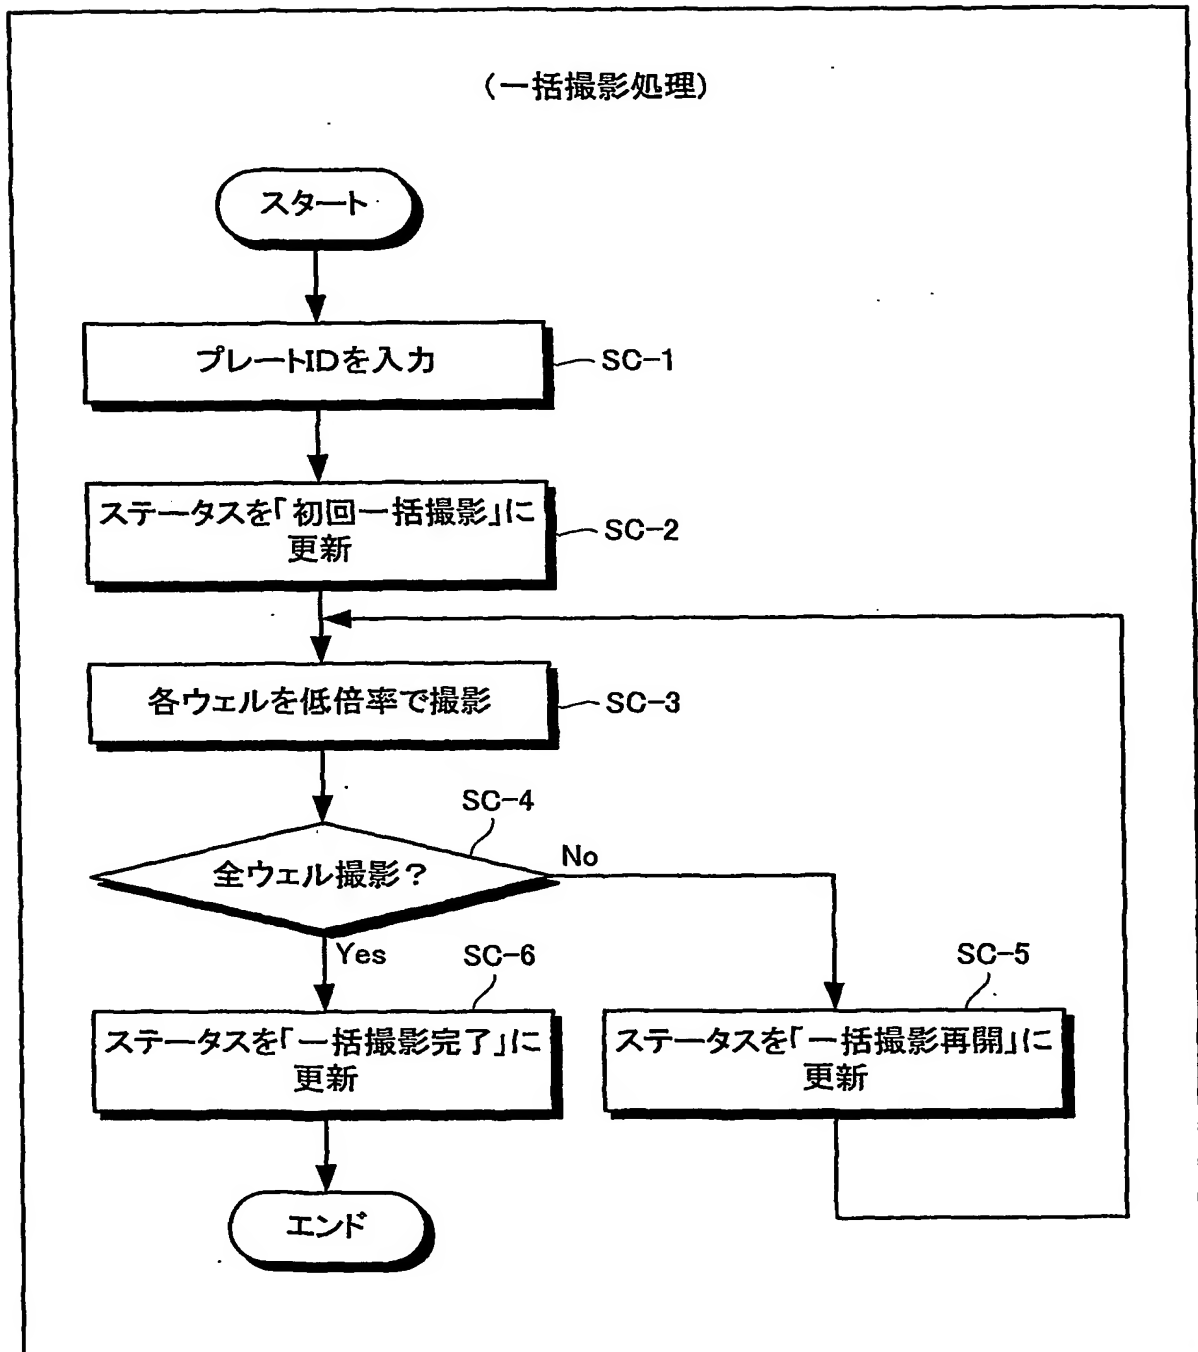 (一括撮影処理)
スタート
プレートIDを入力
SC-1
ステータスを「初回一括撮影」に
更新
SC-2
各ウェルを低倍率で撮影
SC-3
SC-4
全ウェル撮影？
No
Yes
SC-6
SC-5
ステータスを「一括撮影完了」に
更新
ステータスを「一括撮影再開」に
更新
エンド